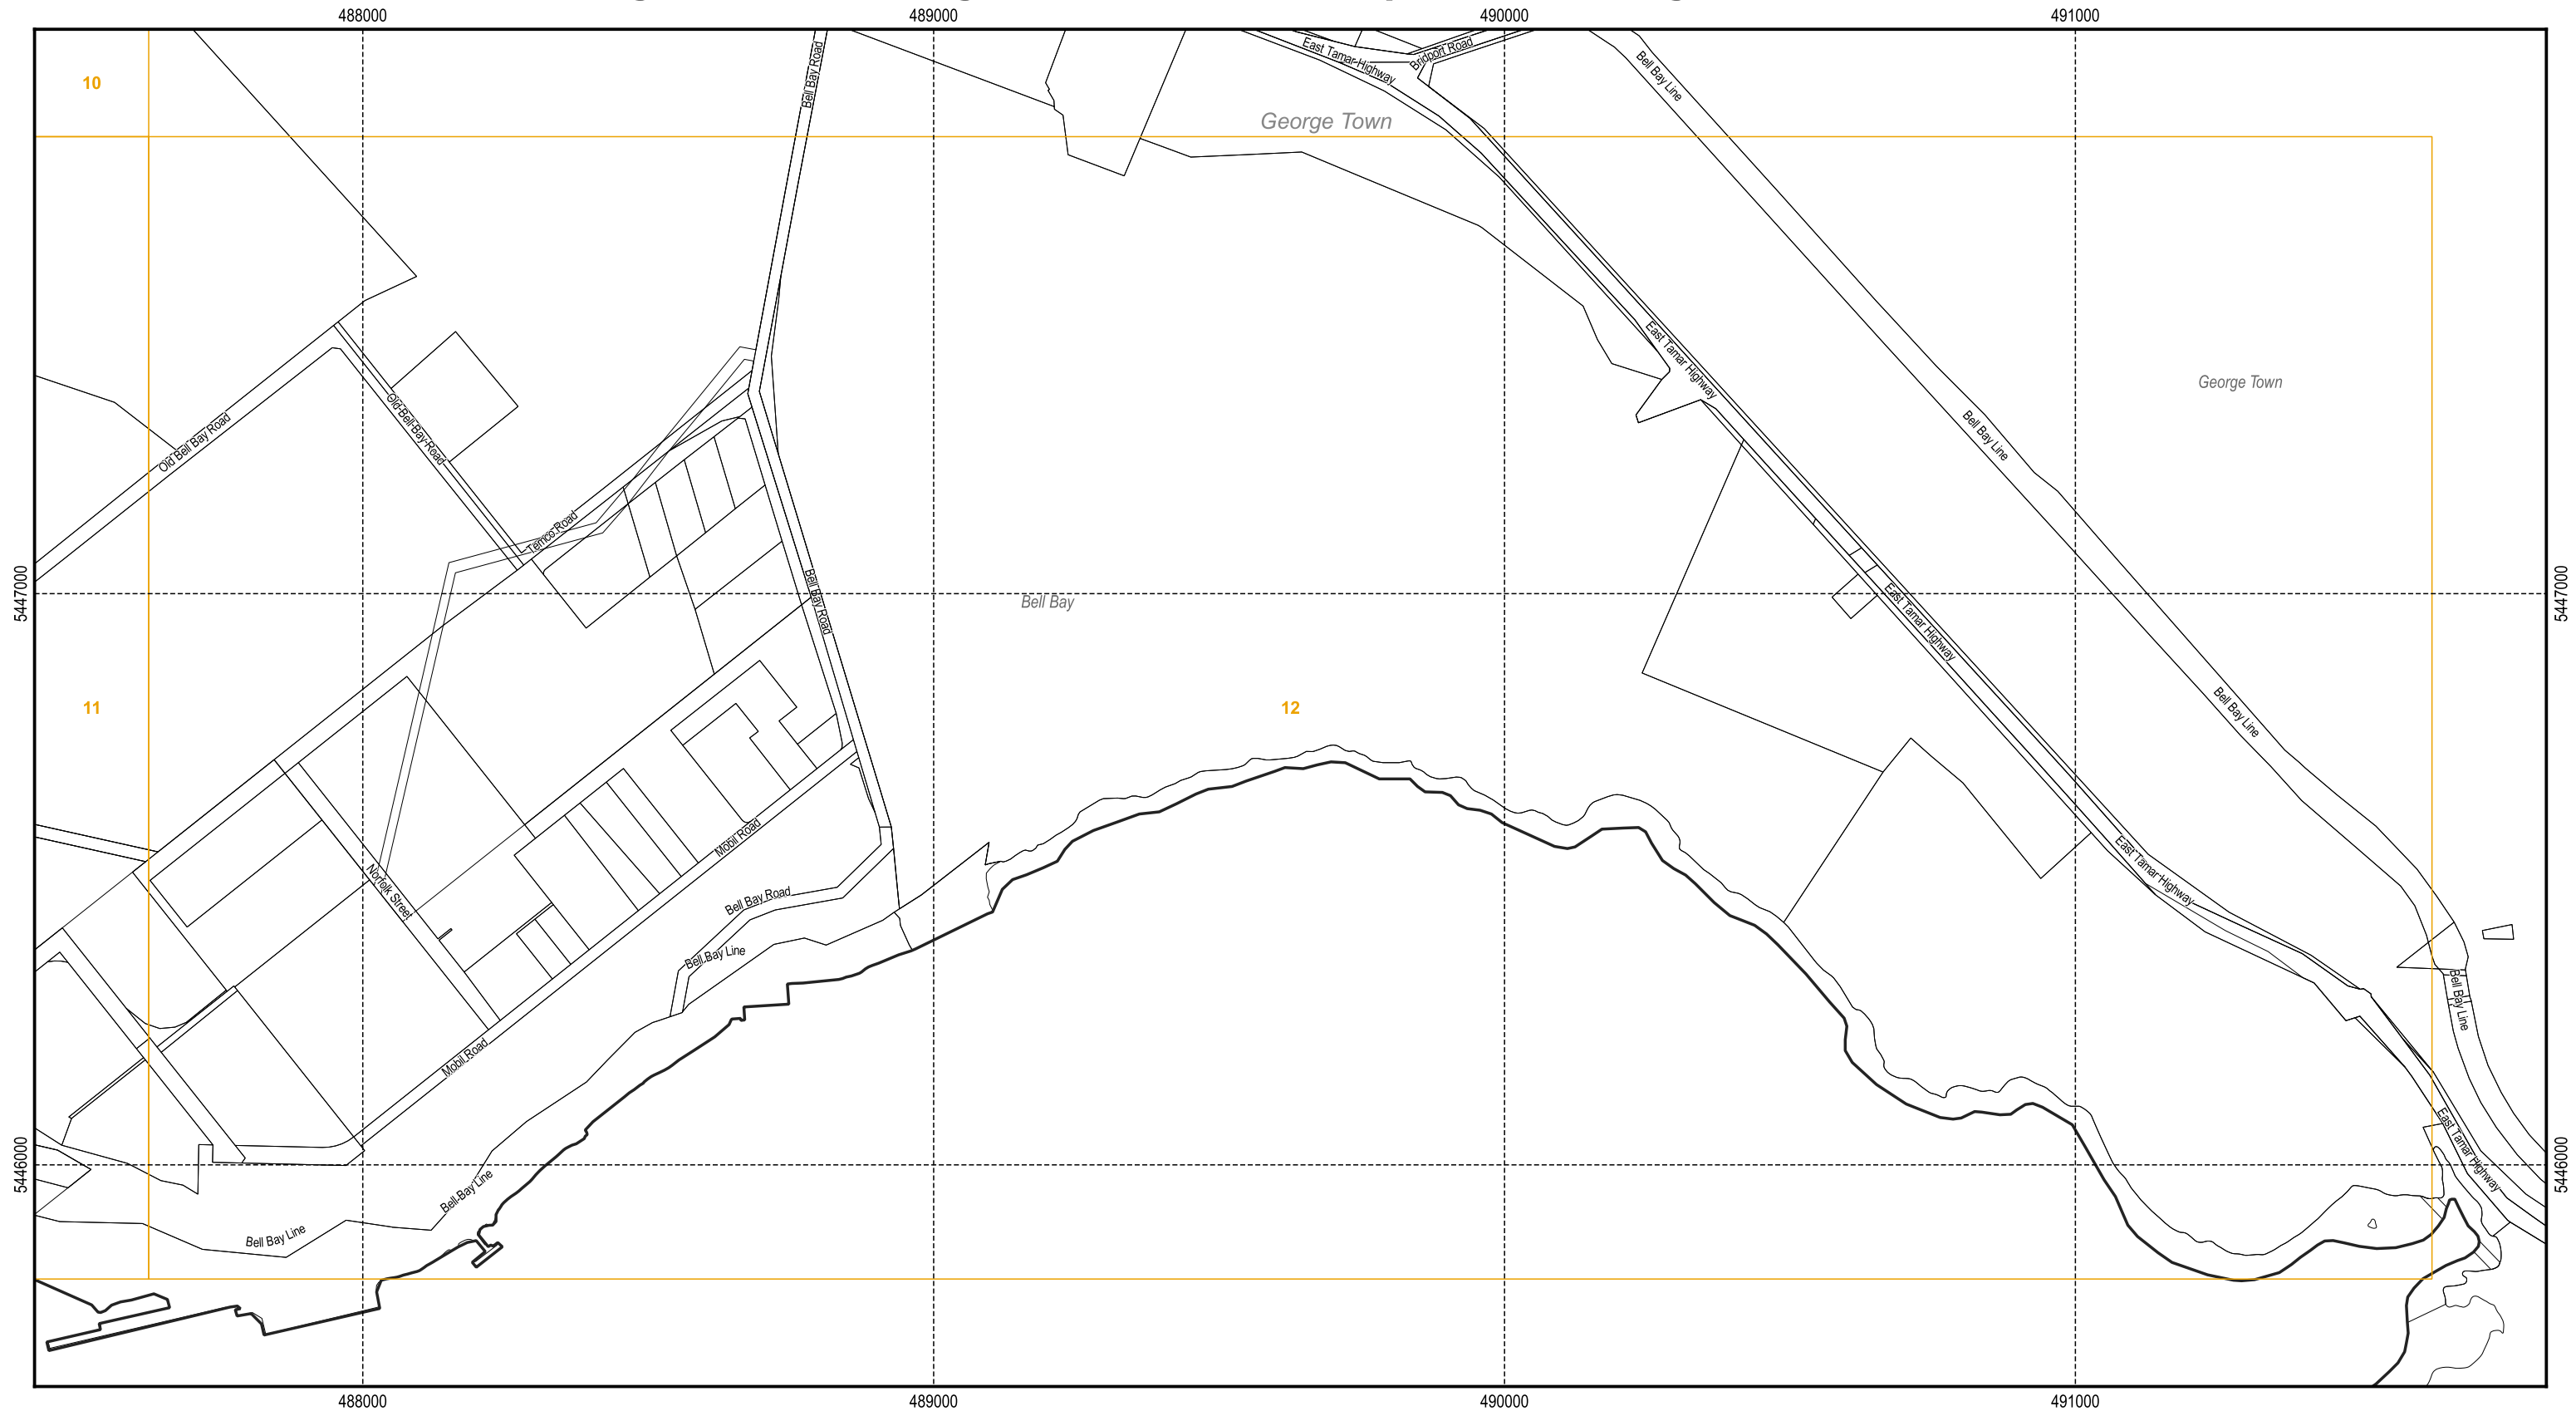 488000 489000 490000 491000
Bell Bay Road
East Tamar Highway
Bridport Road
Bell Bay Line
10
George Town
George Town
East Tamar Highway
Old Bell Bay Road
Old Bell Bay Road
Bell Bay Line
Temco Road
5447000
5447000
Bell Bay Road
Bell Bay
East Tamar Highway
11
12
Bell Bay Line
Mobil Road
Norfolk Street
East Tamar Highway
Bell Bay Road
Bell Bay Line
Bell Bay Line
Mobil Road
5446000
5446000
East Tamar Highway
Bell Bay Line
Bell Bay Line
488000 489000 490000 491000